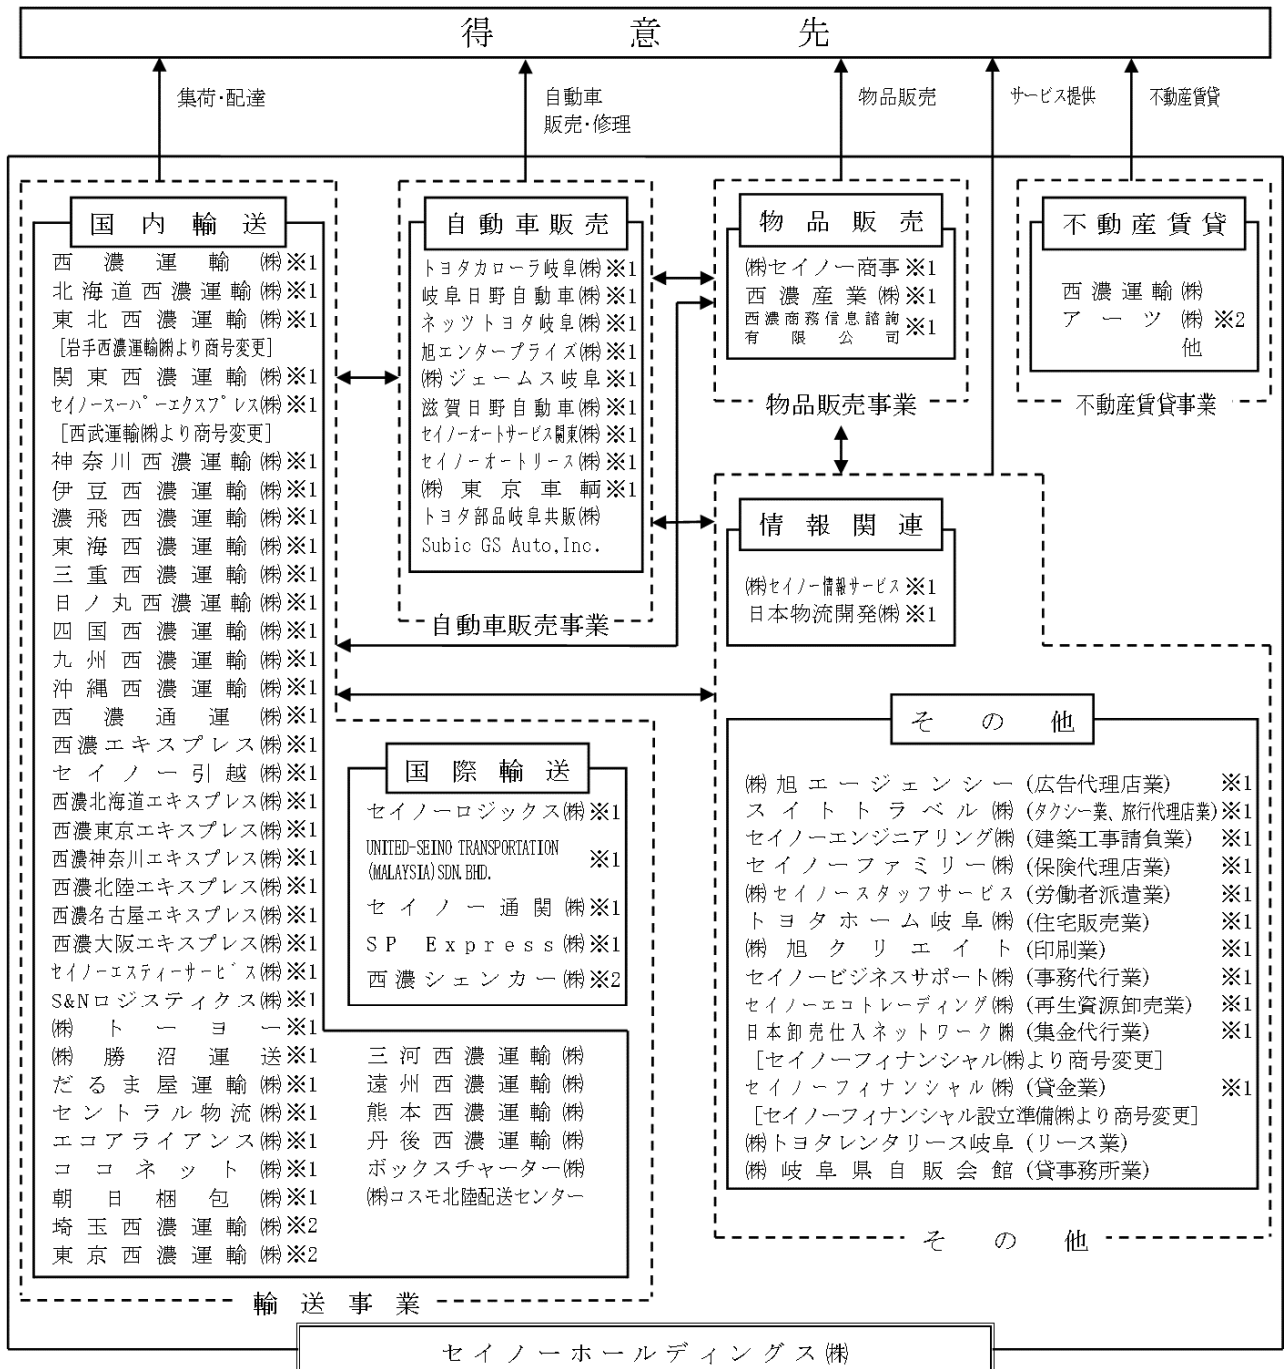 得意先
集荷・配達
自動車
販売・修理
物品販売
サービス提供
不動産賃貸
国内輸送
西濃運輸㈱※1
北海道西濃運輸㈱※1
東北西濃運輸㈱※1
[岩手西濃運輸㈱より商号変更]
関東西濃運輸㈱※1
セイノースーパーエクスプレス㈱※1
[西武運輸㈱より商号変更]
神奈川西濃運輸㈱※1
伊豆西濃運輸㈱※1
濃飛西濃運輸㈱※1
東海西濃運輸㈱※1
三重西濃運輸㈱※1
日ノ丸西濃運輸㈱※1
四国西濃運輸㈱※1
九州西濃運輸㈱※1
沖縄西濃運輸㈱※1
西濃通運㈱※1
西濃エキスプレス㈱※1
セイノー引越㈱※1
西濃北海道エキスプレス㈱※1
西濃東京エキスプレス㈱※1
西濃神奈川エキスプレス㈱※1
西濃北陸エキスプレス㈱※1
西濃名古屋エキスプレス㈱※1
西濃大阪エキスプレス㈱※1
セイノーエスティーサービス㈱※1
S&Nロジスティクス㈱※1
㈱トーヨー※1
㈱勝沼運送※1
だるま屋運輸㈱※1
セントラル物流㈱※1
エコアライアンス㈱※1
ココネット㈱※1
朝日梱包㈱※1
埼玉西濃運輸㈱※2
東京西濃運輸㈱※2
三河西濃運輸㈱
遠州西濃運輸㈱
熊本西濃運輸㈱
丹後西濃運輸㈱
ボックスチャーター㈱
㈱コスモ北陸配送センター
国際輸送
セイノーロジックス㈱※1
UNITED-SEINO TRANSPORTATION
(MALAYSIA)SDN.BHD. ※1
セイノー通関㈱※1
SP Express㈱※1
西濃シェンカー㈱※2
輸送事業
自動車販売
トヨタカローラ岐阜㈱※1
岐阜日野自動車㈱※1
ネッツトヨタ岐阜㈱※1
旭エンタープライズ㈱※1
㈱ジェームス岐阜※1
滋賀日野自動車㈱※1
セイノーオートサービス関東㈱※1
セイノーオートリース㈱※1
㈱東京車輌※1
トヨタ部品岐阜共販㈱
Subic GS Auto,Inc.
自動車販売事業
物品販売
㈱セイノー商事※1
西濃産業㈱※1
西濃商務信息諮詢
有限公司※1
物品販売事業
不動産賃貸
西濃運輸㈱
アーツ㈱※2
他
不動産賃貸事業
情報関連
㈱セイノー情報サービス※1
日本物流開発㈱※1
その他
㈱旭エージェンシー(広告代理店業) ※1
スイトトラベル㈱(タクシー業、旅行代理店業)※1
セイノーエンジニアリング㈱(建築工事請負業) ※1
セイノーファミリー㈱(保険代理店業) ※1
㈱セイノースタッフサービス(労働者派遣業) ※1
トヨタホーム岐阜㈱(住宅販売業) ※1
㈱旭クリエイト(印刷業) ※1
セイノービジネスサポート㈱(事務代行業) ※1
セイノーエコトレーディング㈱(再生資源卸売業) ※1
日本卸売仕入ネットワーク㈱(集金代行業) ※1
[セイノーフィナンシャル㈱より商号変更]
セイノーフィナンシャル㈱(貸金業) ※1
[セイノーフィナンシャル設立準備㈱より商号変更]
㈱トヨタレンタリース岐阜(リース業)
㈱岐阜県自販会館(貸事務所業)
その他
セイノーホールディングス㈱